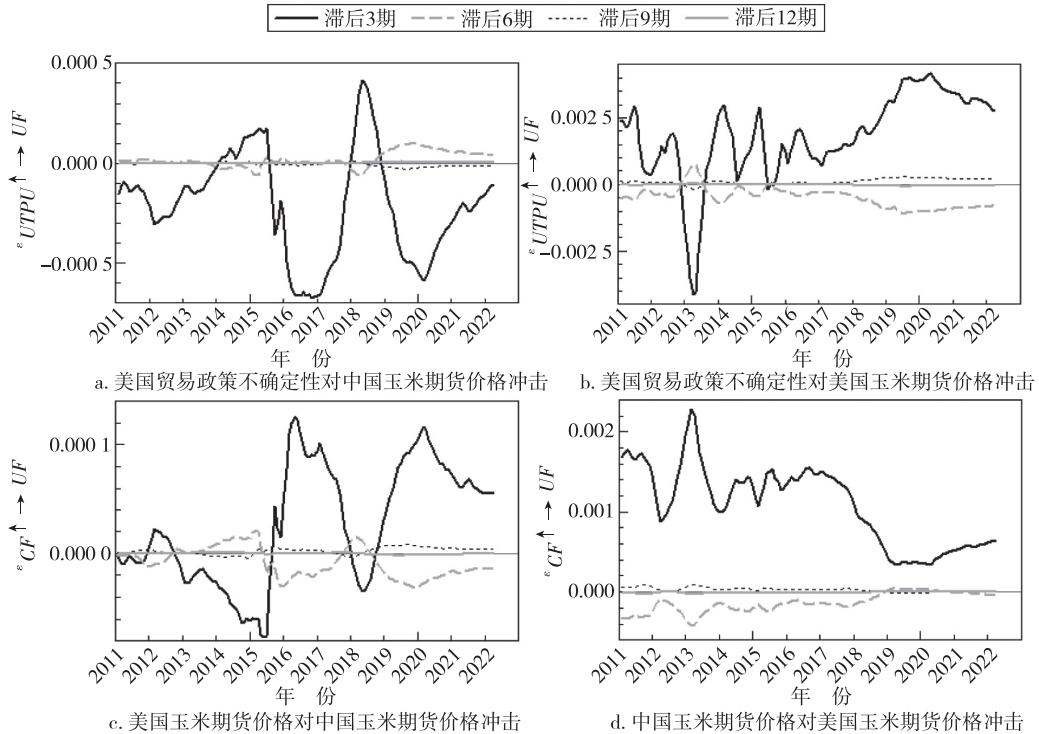 滞后3期 滞后6期 滞后9期 滞后12期
0.000 5
0.000 0
−0.000 5
ε UTPU↑ → UF
2011 2012 2013 2014 2015 2016 2017 2018 2019 2020 2021 2022
年 份
a. 美国贸易政策不确定性对中国玉米期货价格冲击
0.002 5
0.000 0
−0.002 5
ε UTPU↑ → UF
2011 2012 2013 2014 2015 2016 2017 2018 2019 2020 2021 2022
年 份
b. 美国贸易政策不确定性对美国玉米期货价格冲击
0.000 1
0.000 0
ε CF↑ → UF
2011 2012 2013 2014 2015 2016 2017 2018 2019 2020 2021 2022
年 份
c. 美国玉米期货价格对中国玉米期货价格冲击
0.002
0.001
0.000
ε CF↑ → UF
2011 2012 2013 2014 2015 2016 2017 2018 2019 2020 2021 2022
年 份
d. 中国玉米期货价格对美国玉米期货价格冲击